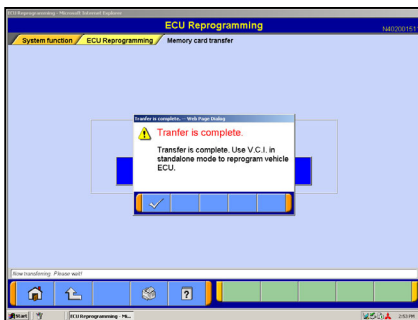 ECU Reprogramming - Microsoft Internet Explorer
ECU Reprogramming
N40200151
System function
ECU Reprogramming
Memory card transfer
Tranfer is complete. -- Web Page Dialog
Tranfer is complete.
Transfer is complete. Use V.C.I. in
standalone mode to reprogram vehicle
ECU.
Now transferring. Please wait!
?
Start
ECU Reprogramming - Mi...
2:53 PM